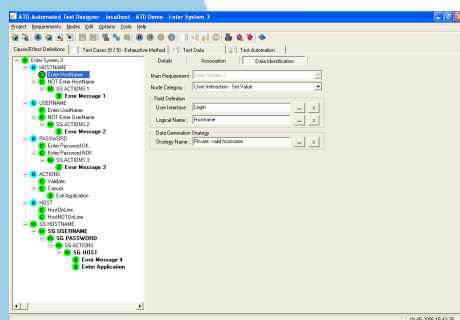 ATD-Automated Test Designer - localhost - ATD Demo - Enter System 3
Project Requirements Nodes Edit Options Tools Help
Cause/Effect Definitions Test Cases (5 / 5) - Exhaustive Method Test Data Test Automation
Enter System 3
HOSTNAME
Enter HostName
NOT Enter HostName
SG ACTIONS 1
Error Message 1
USERNAME
Enter UserName
NOT Enter UserName
SG ACTIONS 2
Error Message 2
PASSWORD
Enter Password OK
Enter Password NOK
SG ACTIONS 3
Error Message 3
ACTIONS
Validate
Cancel
Exit Application
HOST
HostOnLine
HostNOTOnLine
SG HOSTNAME
SG USERNAME
SG PASSWORD
SG ACTIONS
SG HOST
Error Message 4
Enter Application
Details Association Data Identification
Main Requirement : Enter System 3
Node Category : User Interaction - Set Value
Field Definition
User Interface : Login ... x
Logical Name : Hostname ... x
Data Generation Strategy
Strategy Name : Private: valid hostname ... x